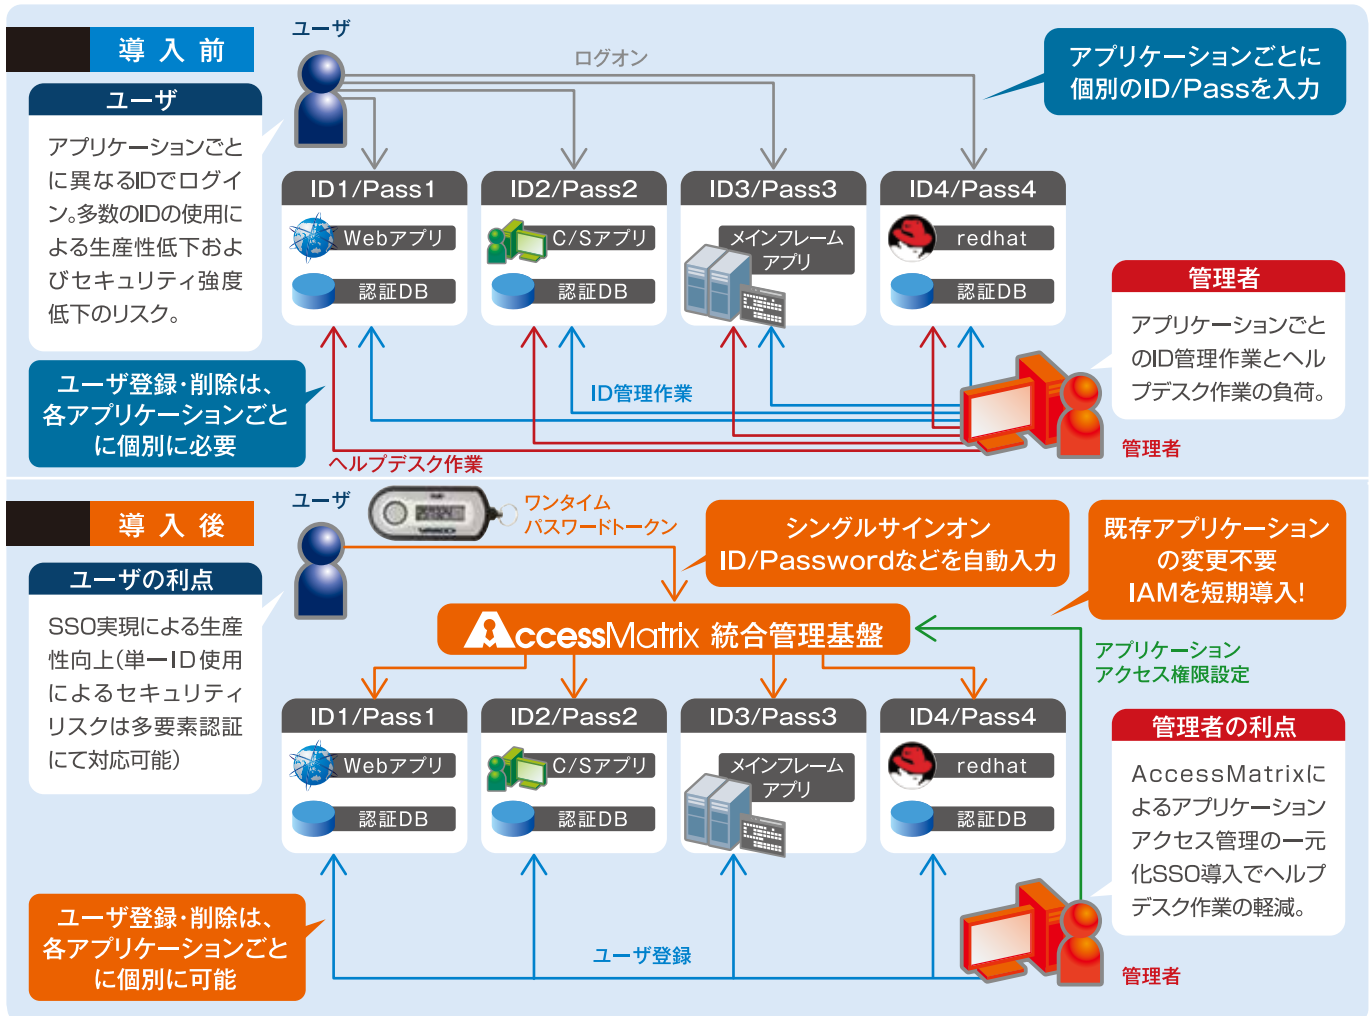 導入前
ユーザ
ログオン
アプリケーションごとに
個別のID/Passを入力
ユーザ
アプリケーションごと
に異なるIDでログイ
ン。多数のIDの使用に
よる生産性低下およ
びセキュリティ強度
低下のリスク。
ID1/Pass1
Webアプリ
認証DB
ID2/Pass2
C/Sアプリ
認証DB
ID3/Pass3
メインフレーム
アプリ
ID4/Pass4
redhat
認証DB
管理者
アプリケーションごと
のID管理作業とヘル
プデスク作業の負荷。
ユーザ登録・削除は、
各アプリケーションごと
に個別に必要
ID管理作業
ヘルプデスク作業
管理者
導入後
ユーザ
ワンタイム
パスワードトークン
シングルサインオン
ID/Passwordなどを自動入力
既存アプリケーション
の変更不要
IAMを短期導入!
ユーザの利点
SSO実現による生産
性向上(単一ID使用
によるセキュリティ
リスクは多要素認証
にて対応可能)
AccessMatrix 統合管理基盤
アプリケーション
アクセス権限設定
ID1/Pass1
Webアプリ
認証DB
ID2/Pass2
C/Sアプリ
認証DB
ID3/Pass3
メインフレーム
アプリ
ID4/Pass4
redhat
認証DB
管理者の利点
AccessMatrixに
よるアプリケーション
アクセス管理の一元
化SSO導入でヘルプ
デスク作業の軽減。
ユーザ登録・削除は、
各アプリケーションごと
に個別に可能
ユーザ登録
管理者